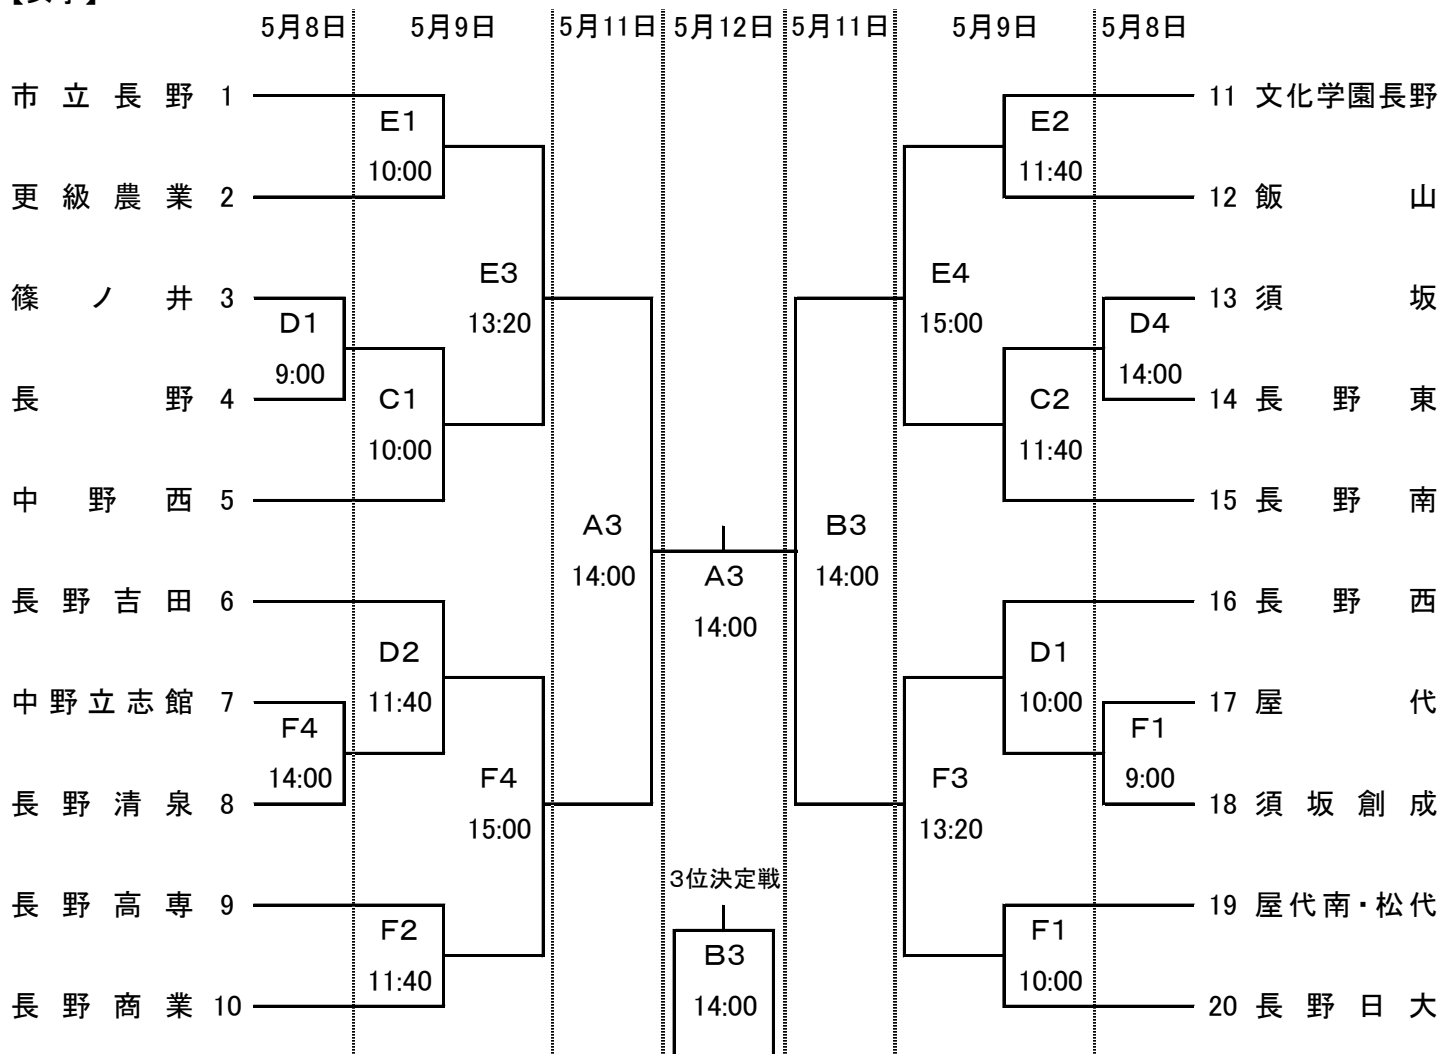 5月8日 5月9日 5月11日 5月12日 5月11日 5月9日 5月8日
市立長野 1 11 文化学園長野
E1 E2
10:00 11:40
更級農業 2 12 飯山
E3 E4
篠ノ井 3 13 須坂
D1 13:20 15:00 D4
9:00 14:00
長野 4 C1 C2 14 長野東
10:00 11:40
中野西 5 15 長野南
A3 B3
14:00 A3 14:00
長野吉田 6 14:00 16 長野西
D2 D1
中野立志館 7 11:40 10:00 17 屋代
F4 F1
14:00 F4 F3 9:00
長野清泉 8 18 須坂創成
15:00 13:20
3位決定戦
長野高専 9 19 屋代南・松代
F2 B3 F1
11:40 14:00 10:00
長野商業 10 20 長野日大